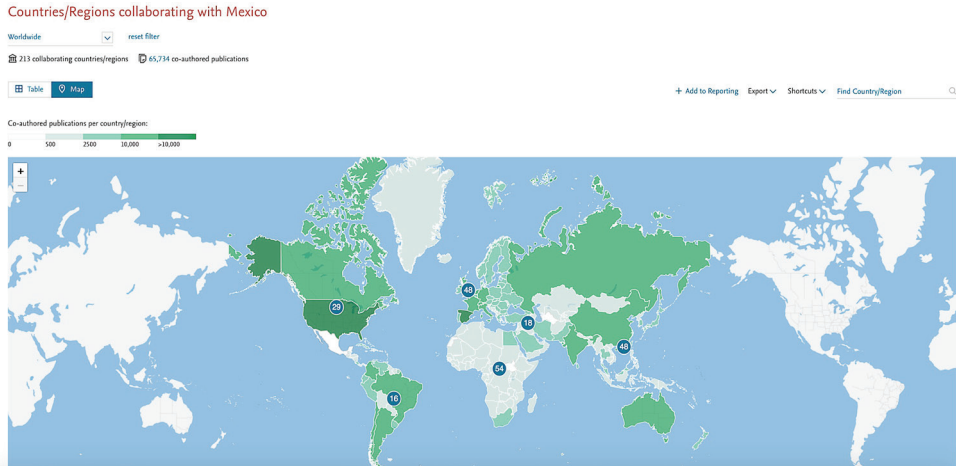 Countries/Regions collaborating with Mexico
Worldwide reset filter
213 collaborating countries/regions 65,734 co-authored publications
Table Map
+ Add to Reporting Export Shortcuts Find Country/Region
Co-authored publications per country/region:
0 500 2500 10,000 >10,000
+
−
48
29
18
48
54
16